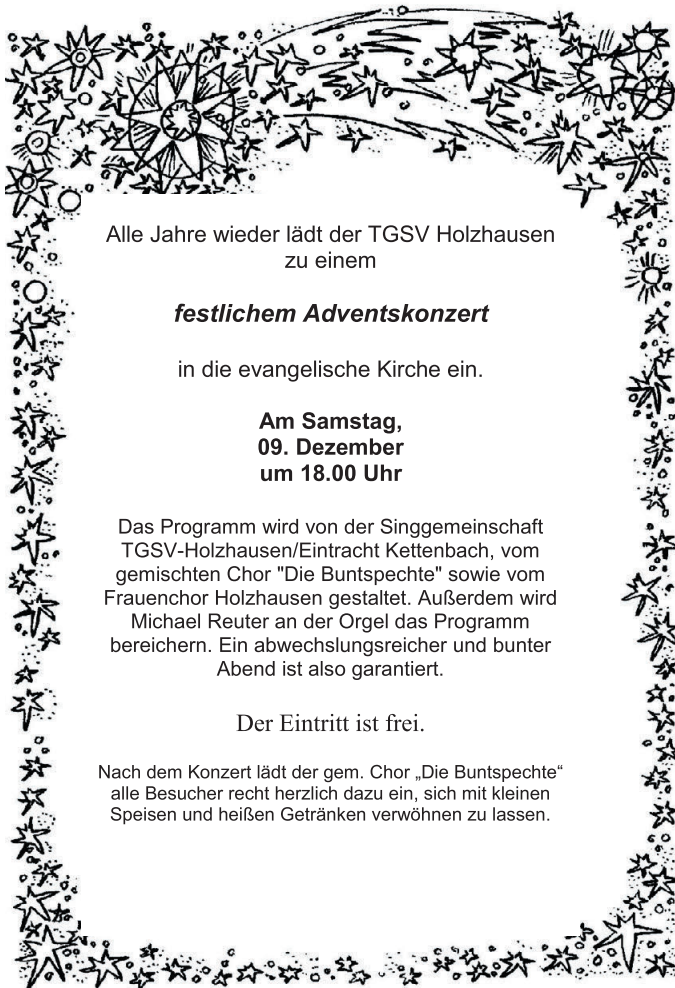 Alle Jahre wieder lädt der TGSV Holzhausen
zu einem
festlichem Adventskonzert
in die evangelische Kirche ein.
Am Samstag,
09. Dezember
um 18.00 Uhr
Das Programm wird von der Singgemeinschaft
TGSV-Holzhausen/Eintracht Kettenbach, vom
gemischten Chor "Die Buntspechte" sowie vom
Frauenchor Holzhausen gestaltet. Außerdem wird
Michael Reuter an der Orgel das Programm
bereichern. Ein abwechslungsreicher und bunter
Abend ist also garantiert.
Der Eintritt ist frei.
Nach dem Konzert lädt der gem. Chor „Die Buntspechte“
alle Besucher recht herzlich dazu ein, sich mit kleinen
Speisen und heißen Getränken verwöhnen zu lassen.